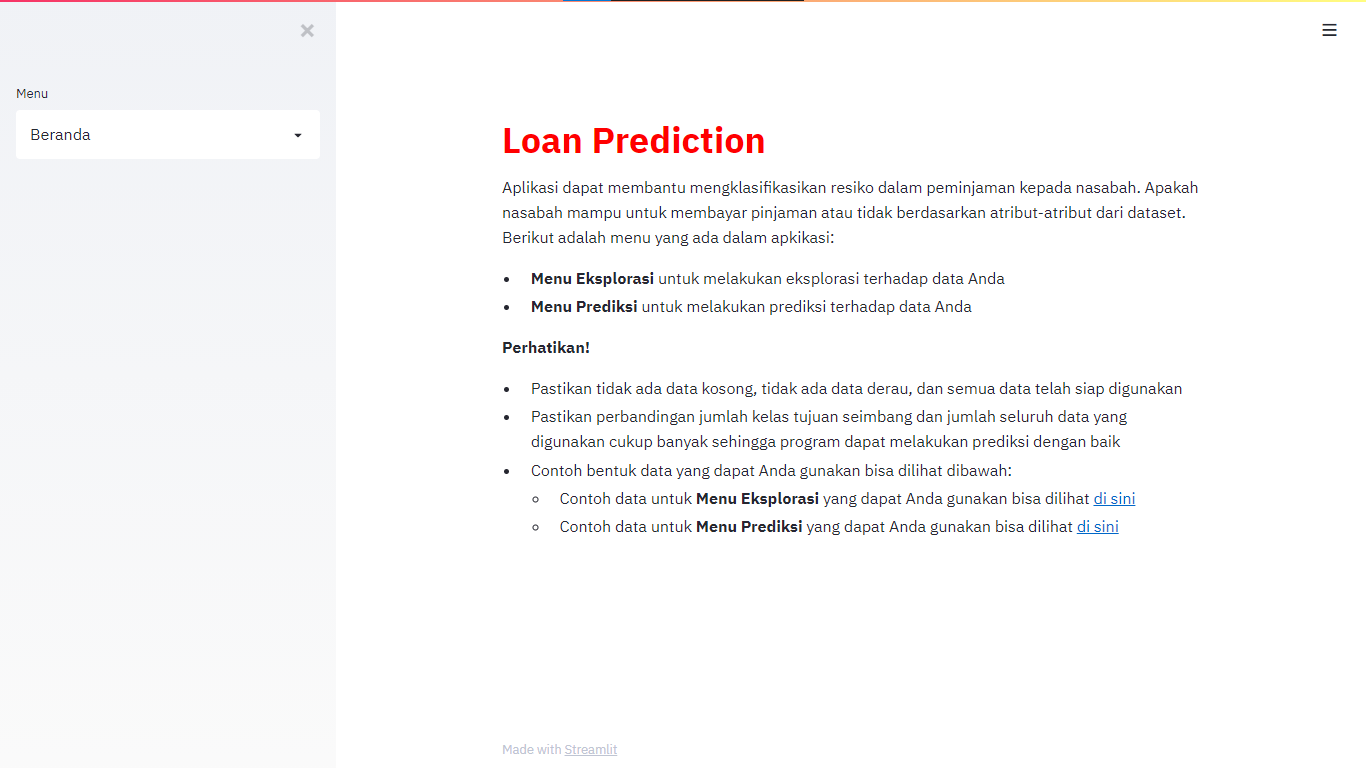 Menu
Beranda
Loan Prediction
Aplikasi dapat membantu mengklasifikasikan resiko dalam peminjaman kepada nasabah. Apakah
nasabah mampu untuk membayar pinjaman atau tidak berdasarkan atribut-atribut dari dataset.
Berikut adalah menu yang ada dalam apkikasi:
Menu Eksplorasi untuk melakukan eksplorasi terhadap data Anda
Menu Prediksi untuk melakukan prediksi terhadap data Anda
Perhatikan!
Pastikan tidak ada data kosong, tidak ada data derau, dan semua data telah siap digunakan
Pastikan perbandingan jumlah kelas tujuan seimbang dan jumlah seluruh data yang
digunakan cukup banyak sehingga program dapat melakukan prediksi dengan baik
Contoh bentuk data yang dapat Anda gunakan bisa dilihat dibawah:
Contoh data untuk Menu Eksplorasi yang dapat Anda gunakan bisa dilihat di sini
Contoh data untuk Menu Prediksi yang dapat Anda gunakan bisa dilihat di sini
Made with Streamlit